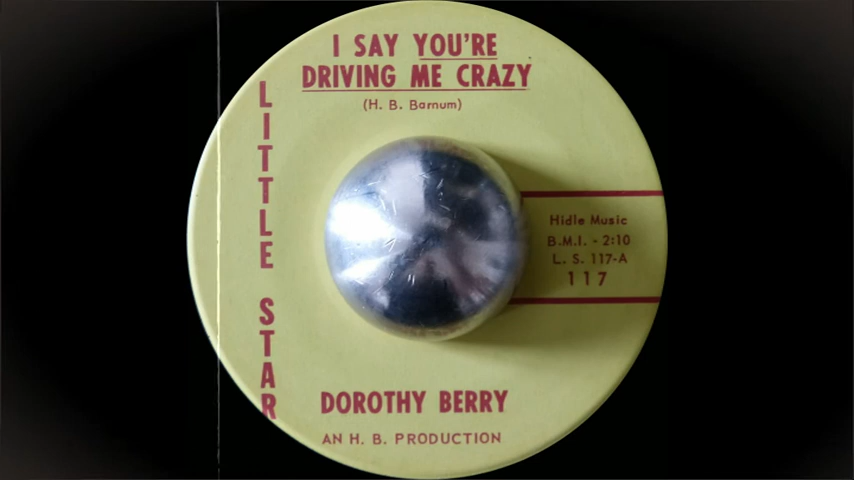 I SAY YOU'RE
DRIVING ME CRAZY
(H. B. Barnum)
LITTLE STAR
Hidle Music
B.M.I. - 2:10
L. S. 117-A
117
DOROTHY BERRY
AN H. B. PRODUCTION